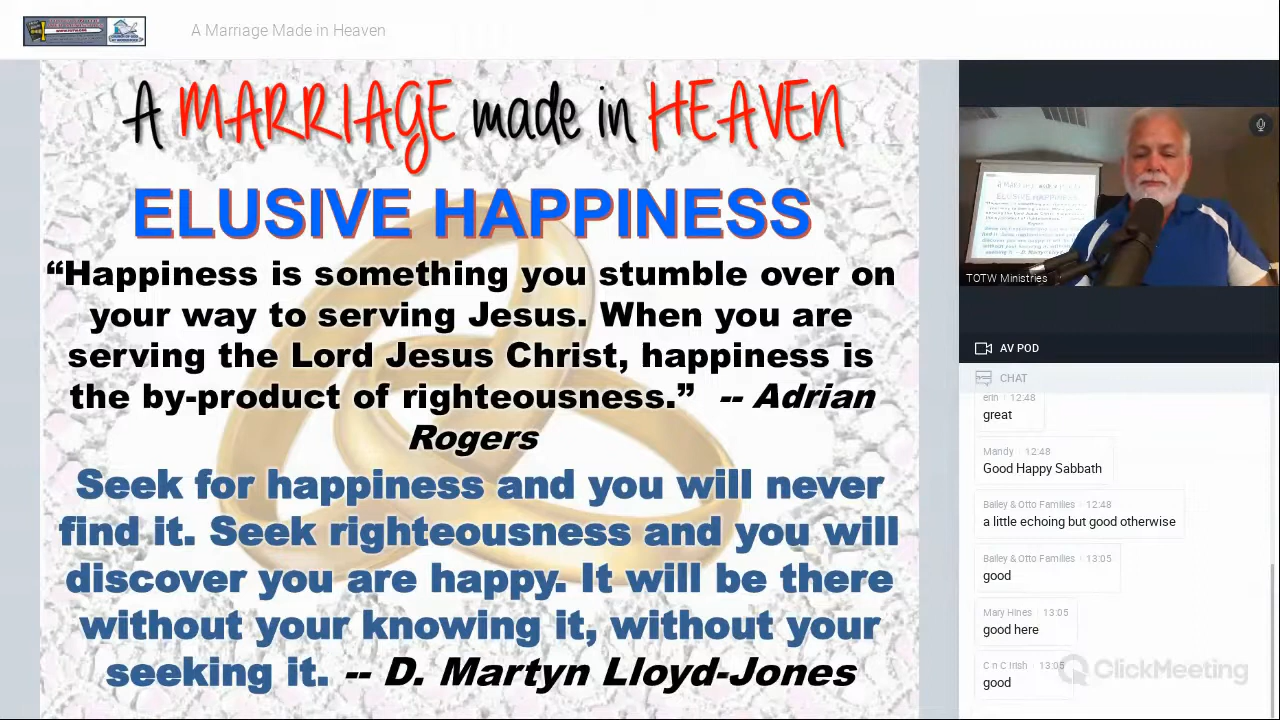 A Marriage Made in Heaven
A MARRIAGE made in HEAVEN
ELUSIVE HAPPINESS
“Happiness is something you stumble over on
your way to serving Jesus. When you are
serving the Lord Jesus Christ, happiness is
the by-product of righteousness.” -- Adrian
Rogers
Seek for happiness and you will never
find it. Seek righteousness and you will
discover you are happy. It will be there
without your knowing it, without your
seeking it. -- D. Martyn Lloyd-Jones
TOTW Ministries
AV POD
CHAT
erin 12:48
great
Mandy 12:48
Good Happy Sabbath
Bailey & Otto Families 12:48
a little echoing but good otherwise
Bailey & Otto Families 13:05
good
Mary Hines 13:05
good here
C n C Irish 13:05
good
ClickMeeting